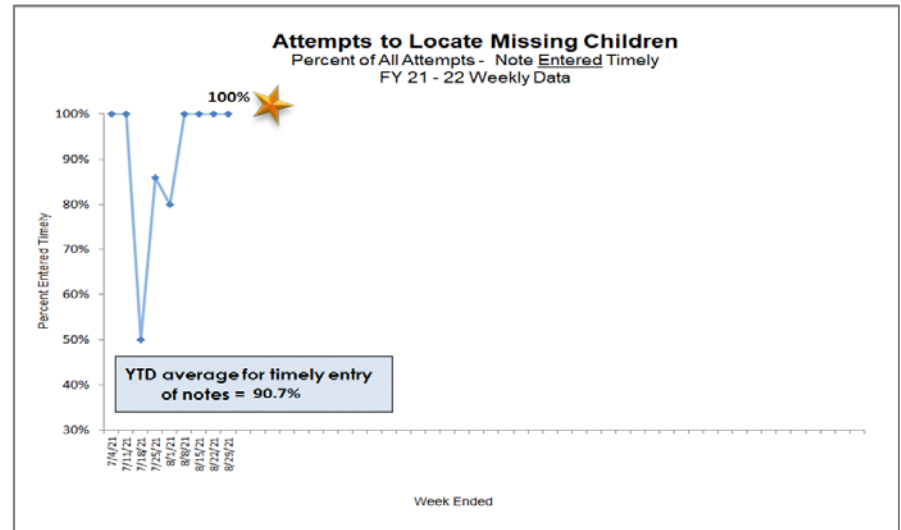 Attempts to Locate Missing Children
Percent of All Attempts - Note Entered Timely
FY 21 - 22 Weekly Data
100%
100%
90%
80%
70%
60%
50%
40%
30%
Percent Entered Timely
YTD average for timely entry
of notes = 90.7%
7/4/21
7/11/21
7/18/21
7/25/21
8/1/21
8/8/21
8/15/21
8/22/21
8/29/21
Week Ended